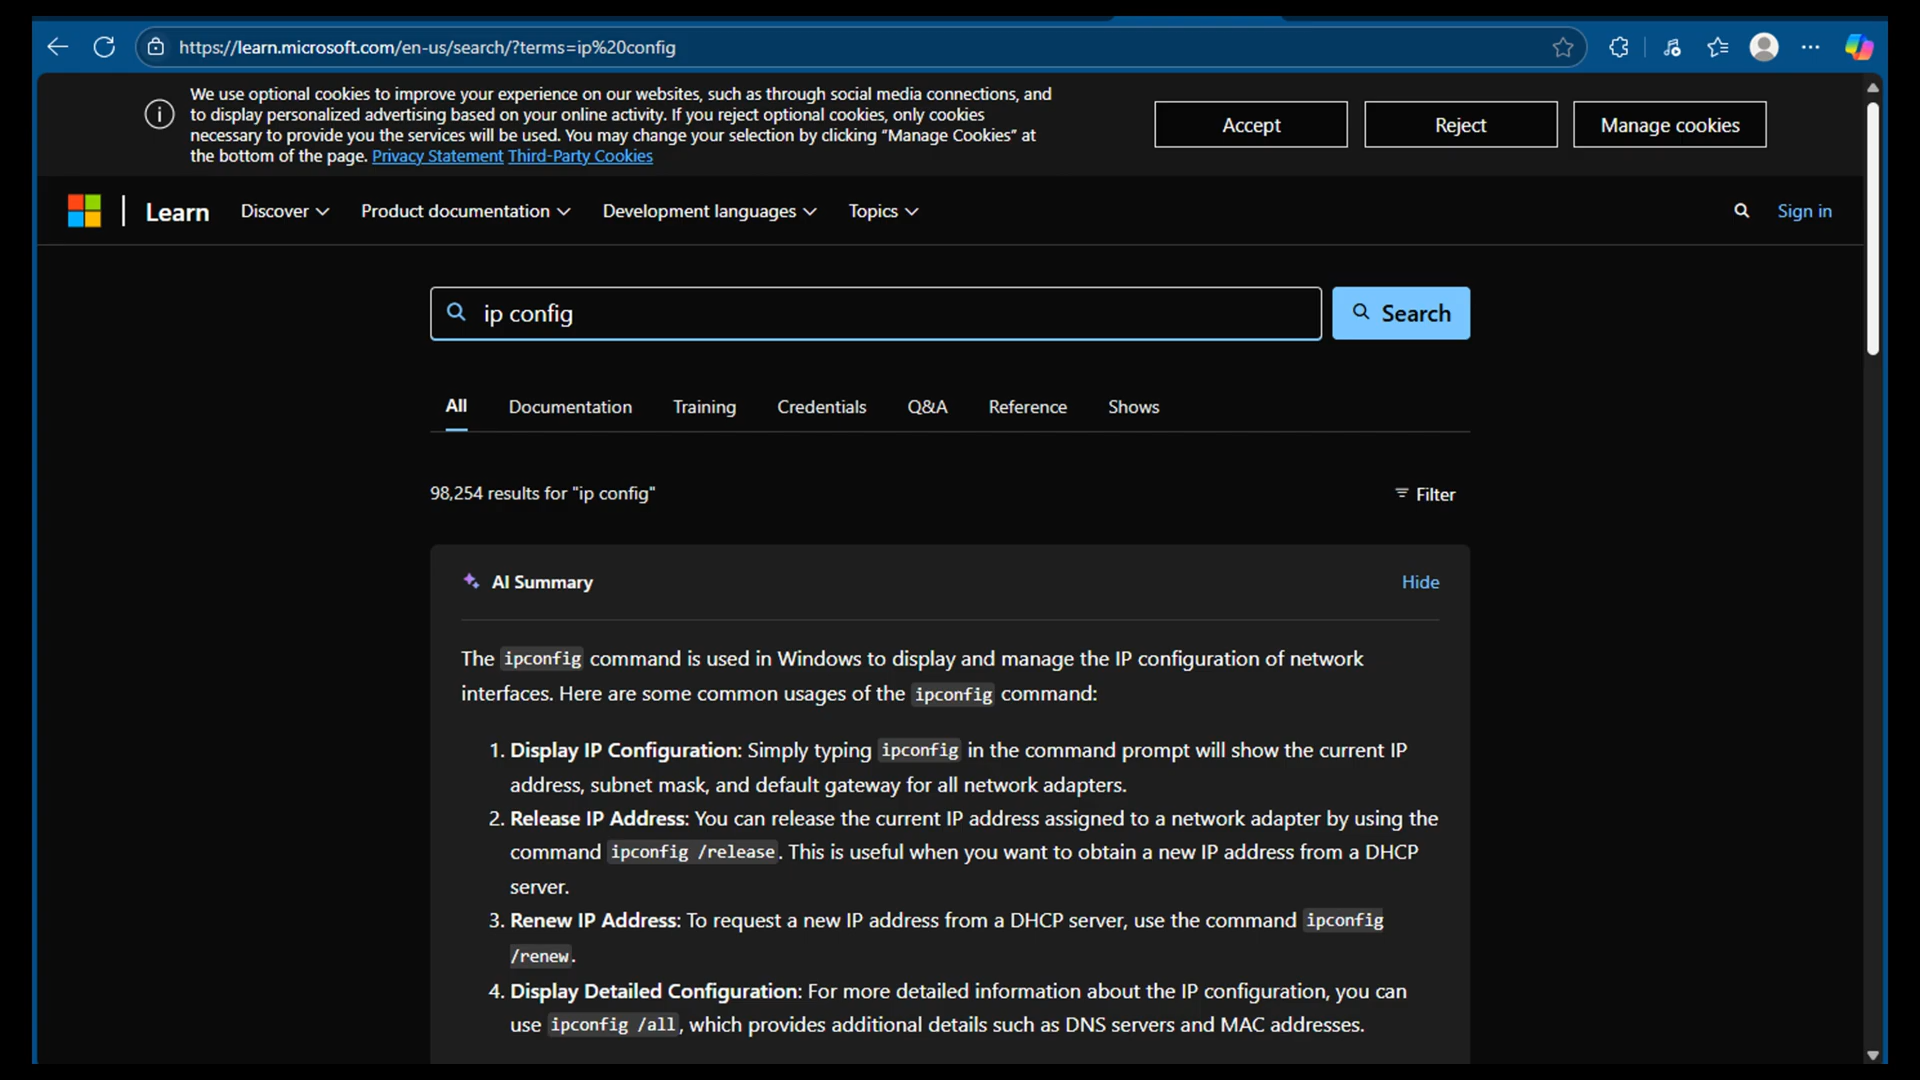 https://learn.microsoft.com/en-us/search/?terms=ip%20config
We use optional cookies to improve your experience on our websites, such as through social media connections, and
to display personalized advertising based on your online activity. If you reject optional cookies, only cookies
necessary to provide you the services will be used. You may change your selection by clicking “Manage Cookies” at
the bottom of the page. Privacy Statement Third-Party Cookies
Accept
Reject
Manage cookies
Learn
Discover
Product documentation
Development languages
Topics
Sign in
ip config
Search
All
Documentation
Training
Credentials
Q&A
Reference
Shows
98,254 results for "ip config"
Filter
AI Summary
Hide
The ipconfig command is used in Windows to display and manage the IP configuration of network
interfaces. Here are some common usages of the ipconfig command:
1. Display IP Configuration: Simply typing ipconfig in the command prompt will show the current IP
address, subnet mask, and default gateway for all network adapters.
2. Release IP Address: You can release the current IP address assigned to a network adapter by using the
command ipconfig /release. This is useful when you want to obtain a new IP address from a DHCP
server.
3. Renew IP Address: To request a new IP address from a DHCP server, use the command ipconfig
/renew.
4. Display Detailed Configuration: For more detailed information about the IP configuration, you can
use ipconfig /all, which provides additional details such as DNS servers and MAC addresses.